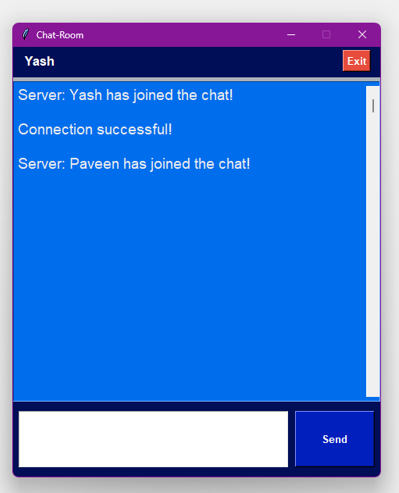 Chat-Room
Yash
Exit
Server: Yash has joined the chat!
Connection successful!
Server: Paveen has joined the chat!
Send